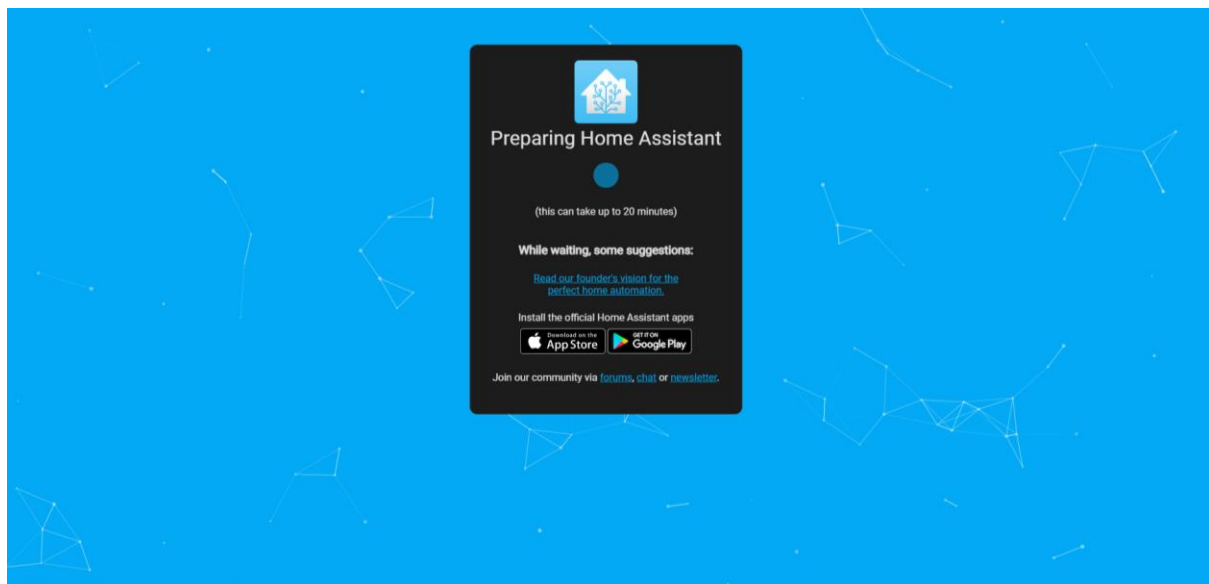 Preparing Home Assistant
(this can take up to 20 minutes)
While waiting, some suggestions:
Read our founder's vision for the
perfect home automation.
Install the official Home Assistant apps
Download on the
App Store
GET IT ON
Google Play
Join our community via forums, chat or newsletter.